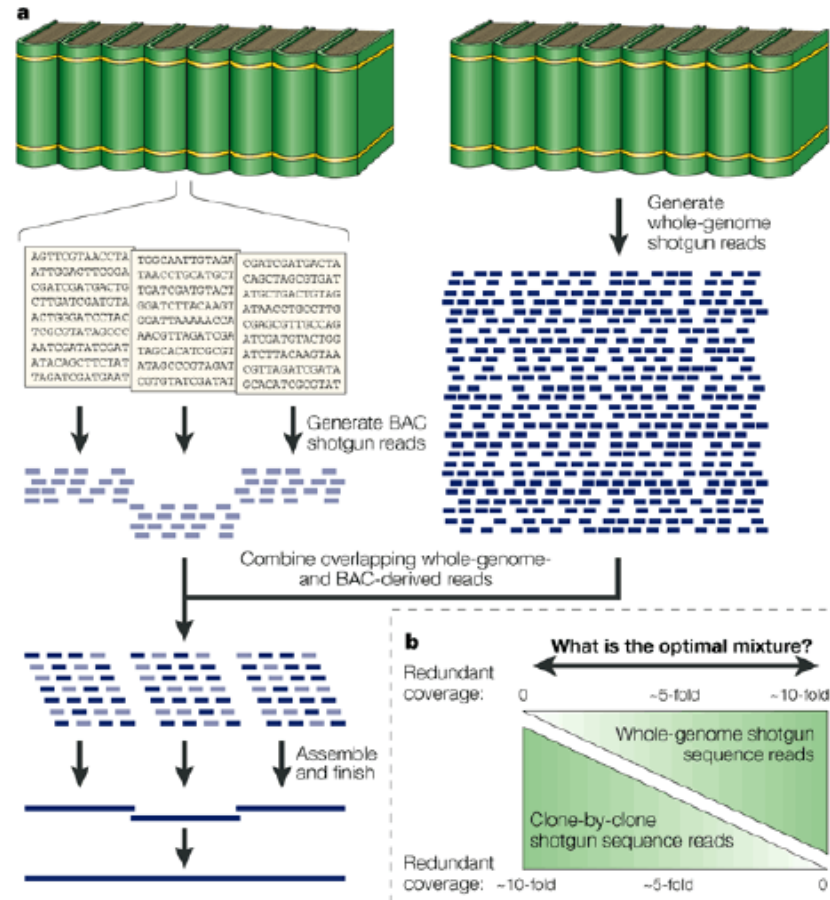 a
Generate
whole-genome
shotgun reads
AGTTCGTAACCTA
ATTGGACTTCGGA
CGATCGATGACTG
CTTGATCGATGTA
ACTGGGATCCTAC
TCGCGTATAGCCC
AATCGATATCGAT
ATACAGCTTCTAT
TAGATCGATGAAT
TGGCAATTGTAGA
TAACCTGCATGCT
TGATCGATGTACT
GGATCTTACAAGT
GGATTAAAAACCA
AACGTTAGATCGA
TAGCACATCGCGT
ATAGCCCGTAGAT
CGTGTATCGATAT
CGATCGATGACTA
CAGCTAGCGTGAT
ATGCTGACTGTAG
ATAACCTGCCTTG
CGAGCGTTGCCAG
ATCGATGTACTGG
ATCTTACAAGTAA
CGTTAGATCGATA
GCACATCGCGTAT
Generate BAC
shotgun reads
Combine overlapping whole-genome-
and BAC-derived reads
Assemble
and finish
b
What is the optimal mixture?
Redundant
coverage:
0 ~5-fold ~10-fold
Whole-genome shotgun
sequence reads
Clone-by-clone
shotgun sequence reads
Redundant
coverage: ~10-fold ~5-fold 0